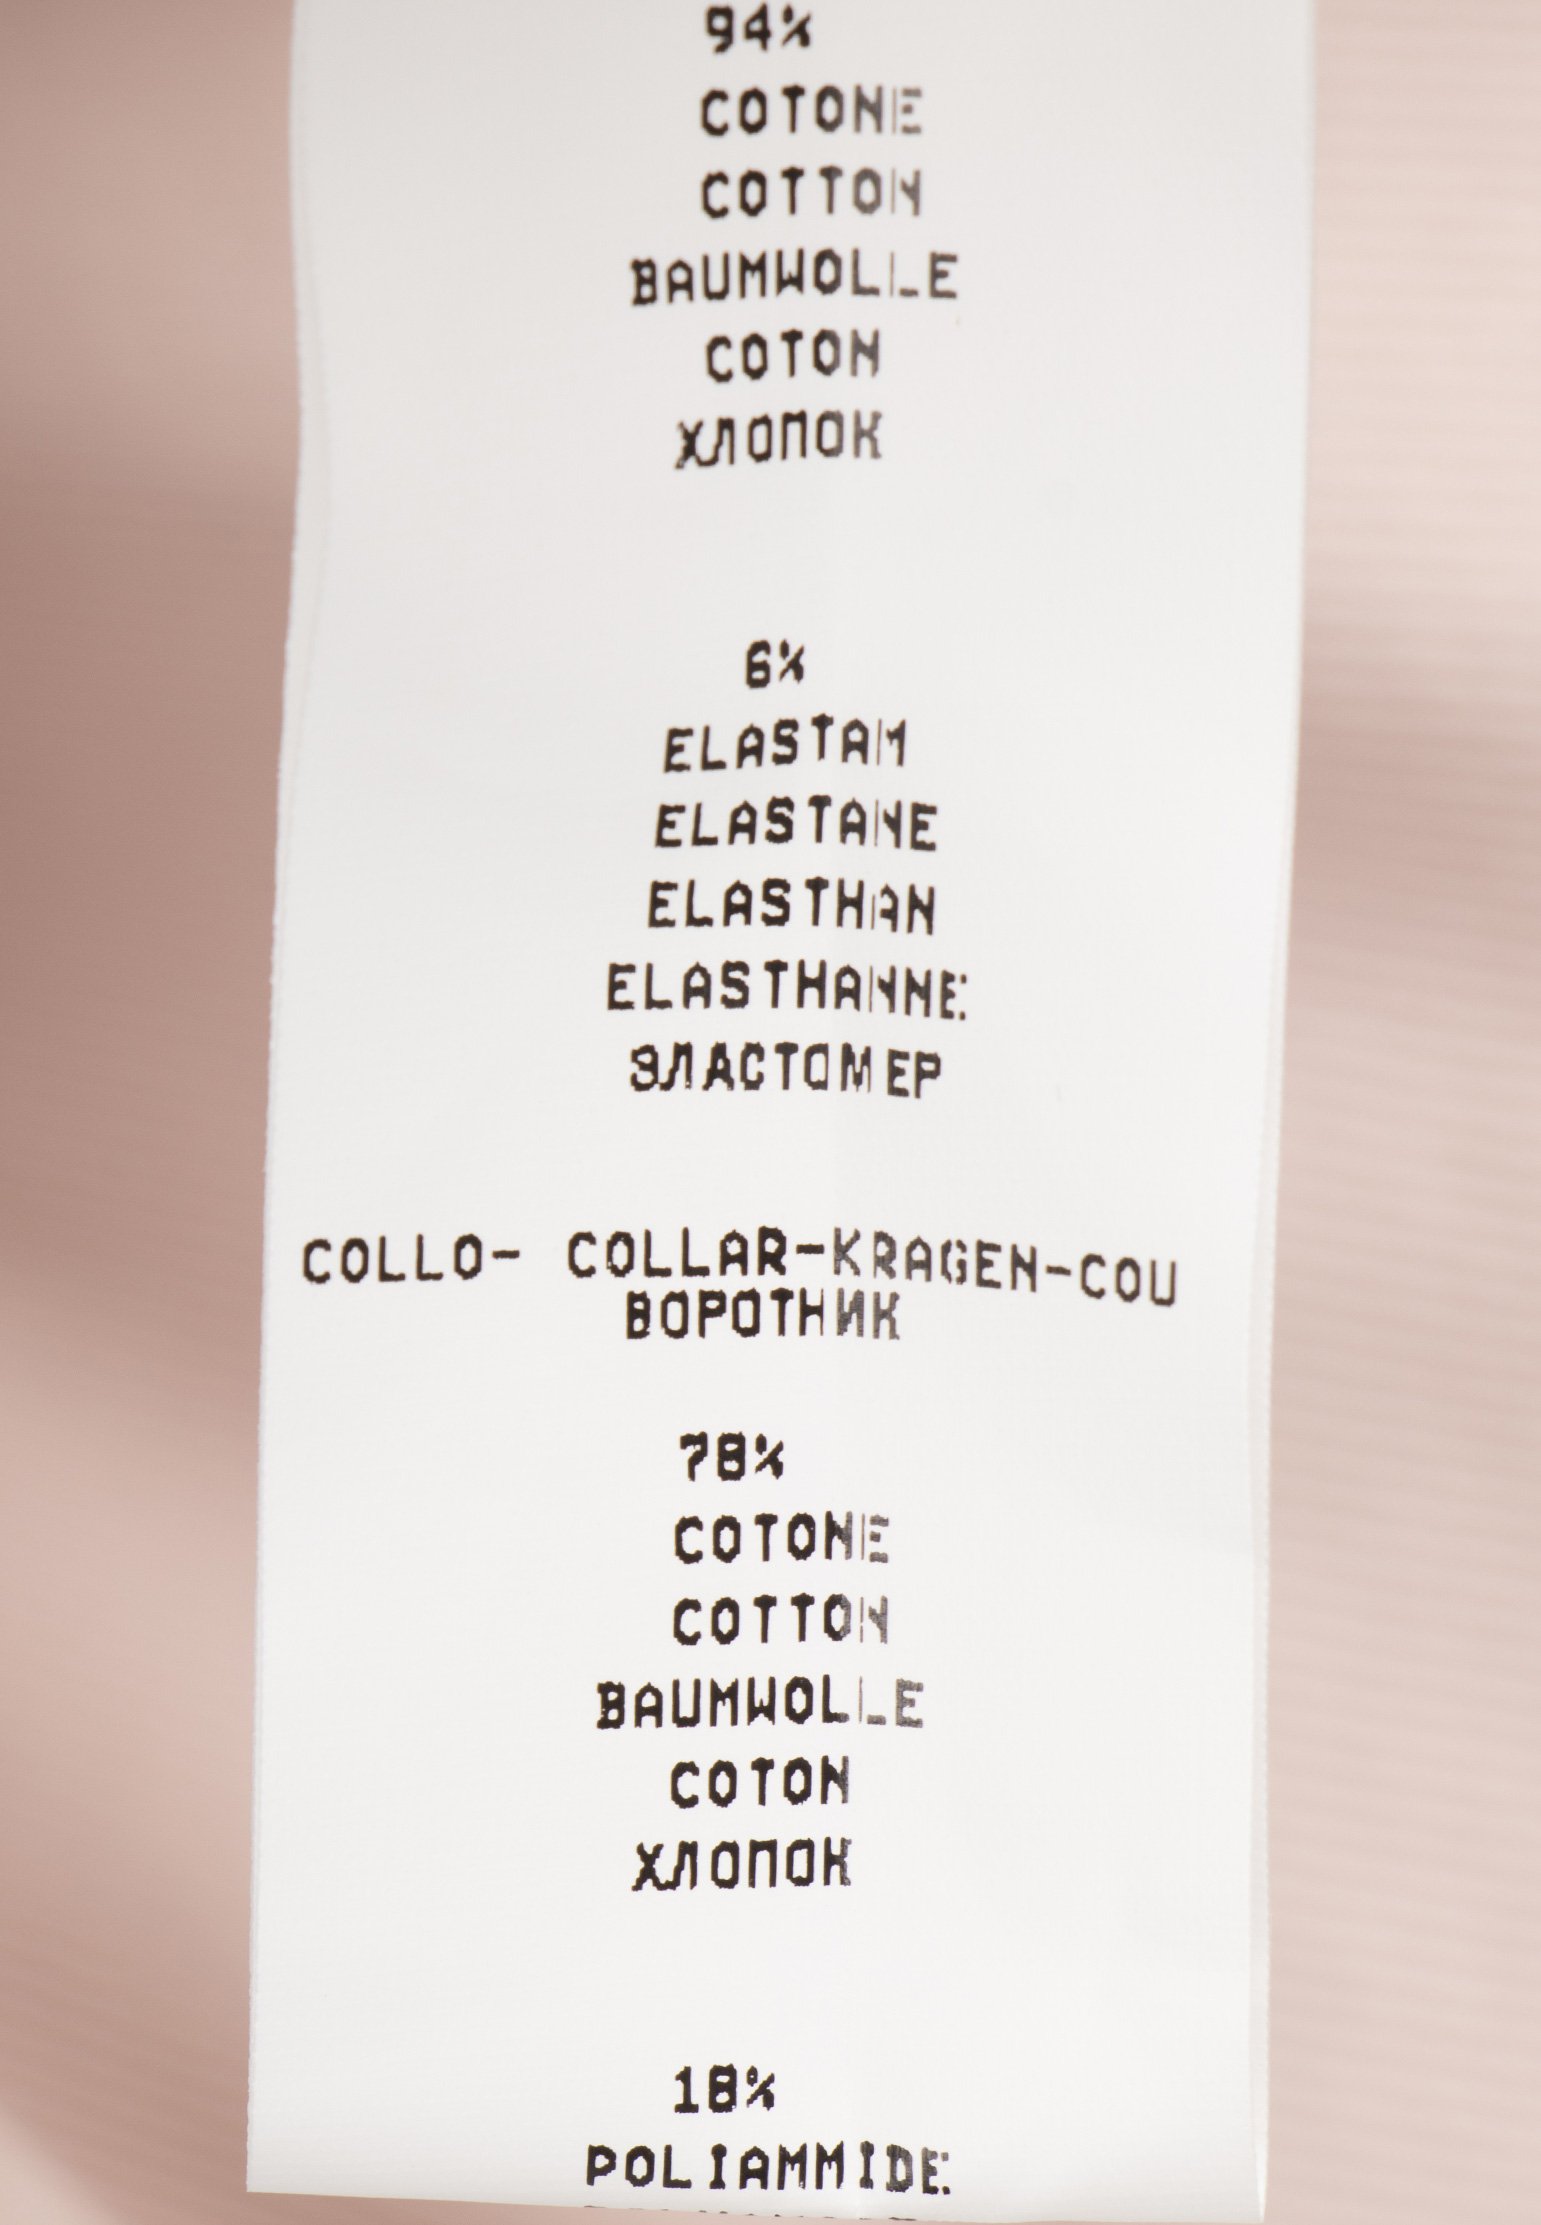 94%
COTONE
COTTON
BAUMWOLLE
COTON
ХЛОПОК
6%
ELASTAM
ELASTANE
ELASTHAN
ELASTHANNE:
ЭЛАСТОМЕР
COLLO- COLLAR-KRAGEN-COU
ВОРОТНИК
78%
COTONE
COTTON
BAUMWOLLE
COTON
ХЛОПОК
18%
POLIAMMIDE: